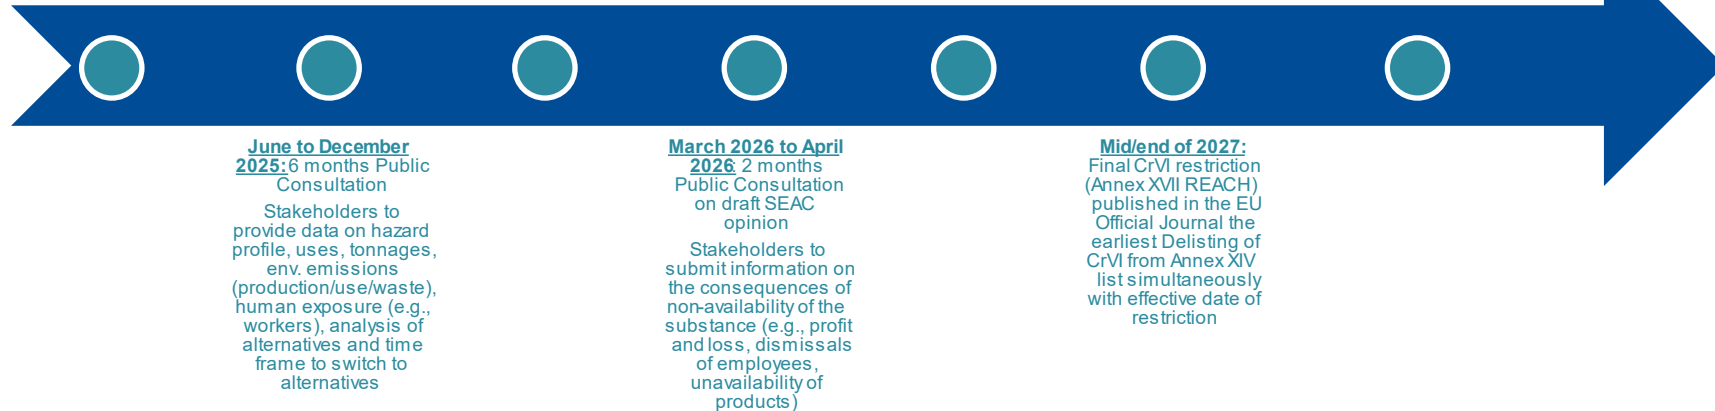 June to December
2025: 6 months Public
Consultation
Stakeholders to
provide data on hazard
profile, uses, tonnages,
env. emissions
(production/use/waste),
human exposure (e.g.,
workers), analysis of
alternatives and time
frame to switch to
alternatives
March 2026 to April
2026: 2 months
Public Consultation
on draft SEAC
opinion
Stakeholders to
submit information on
the consequences of
non-availability of the
substance (e.g., profit
and loss, dismissals
of employees,
unavailability of
products)
Mid/end of 2027:
Final CrVI restriction
(Annex XVII REACH)
published in the EU
Official Journal the
earliest Delisting of
CrVI from Annex XIV
list simultaneously
with effective date of
restriction